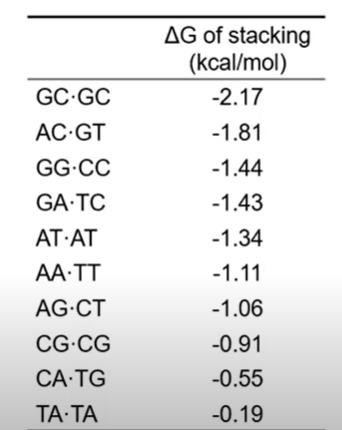 ΔG of stacking
(kcal/mol)
GC·GC -2.17
AC·GT -1.81
GG·CC -1.44
GA·TC -1.43
AT·AT -1.34
AA·TT -1.11
AG·CT -1.06
CG·CG -0.91
CA·TG -0.55
TA·TA -0.19